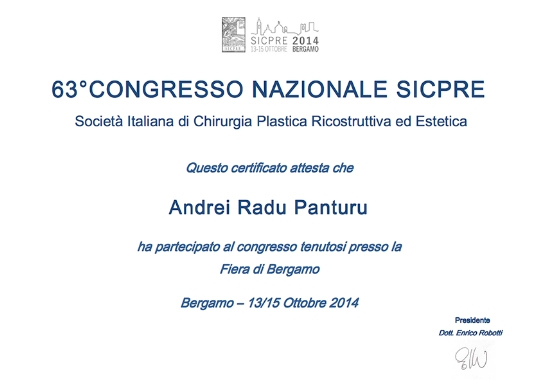 SICPRE 2014
13-15 OTTOBRE BERGAMO
63°CONGRESSO NAZIONALE SICPRE
Società Italiana di Chirurgia Plastica Ricostruttiva ed Estetica
Questo certificato attesta che
Andrei Radu Panturu
ha partecipato al congresso tenutosi presso la
Fiera di Bergamo
Bergamo – 13/15 Ottobre 2014
Presidente
Dott. Enrico Robotti